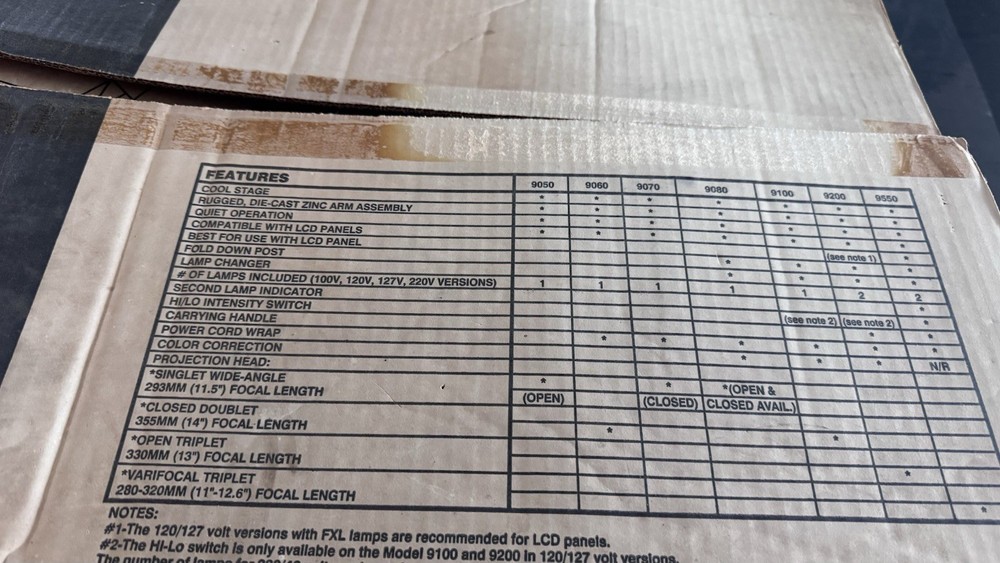 FEATURES 9050 9060 9070 9080 9100 9200 9550
COOL STAGE * * * * * * *
RUGGED, DIE-CAST ZINC ARM ASSEMBLY * * * * * * *
QUIET OPERATION * * * * * * *
COMPATIBLE WITH LCD PANELS * * * * * * *
BEST FOR USE WITH LCD PANEL (see note 1) *
FOLD DOWN POST * * * *
LAMP CHANGER * * * *
# OF LAMPS INCLUDED (100V, 120V, 127V, 220V VERSIONS) 1 1 1 1 1 2 2
SECOND LAMP INDICATOR *
HI/LO INTENSITY SWITCH (see note 2) (see note 2) *
CARRYING HANDLE * *
POWER CORD WRAP * * * * * *
COLOR CORRECTION * * * N/R
PROJECTION HEAD:
*SINGLET WIDE-ANGLE * * *(OPEN &
293MM (11.5") FOCAL LENGTH (OPEN) (CLOSED) CLOSED AVAIL.)
*CLOSED DOUBLET
355MM (14") FOCAL LENGTH * *
*OPEN TRIPLET
330MM (13") FOCAL LENGTH *
*VARIFOCAL TRIPLET
280-320MM (11"-12.6") FOCAL LENGTH *
NOTES:
#1-The 120/127 volt versions with FXL lamps are recommended for LCD panels.
#2-The Hi-Lo switch is only available on the Model 9100 and 9200 in 120/127 volt versions.
The number of lamps for